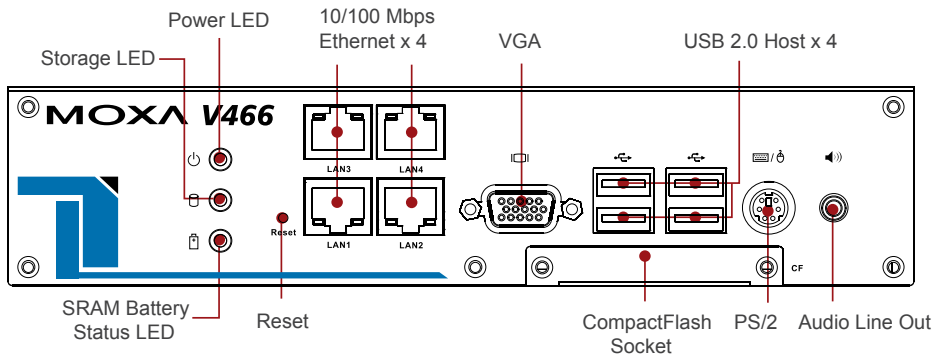 Power LED
10/100 Mbps
Ethernet x 4
VGA
USB 2.0 Host x 4
Storage LED
MOXA V466
LAN3
LAN4
Reset
LAN1
LAN2
CF
SRAM Battery
Status LED
Reset
CompactFlash
Socket
PS/2
Audio Line Out